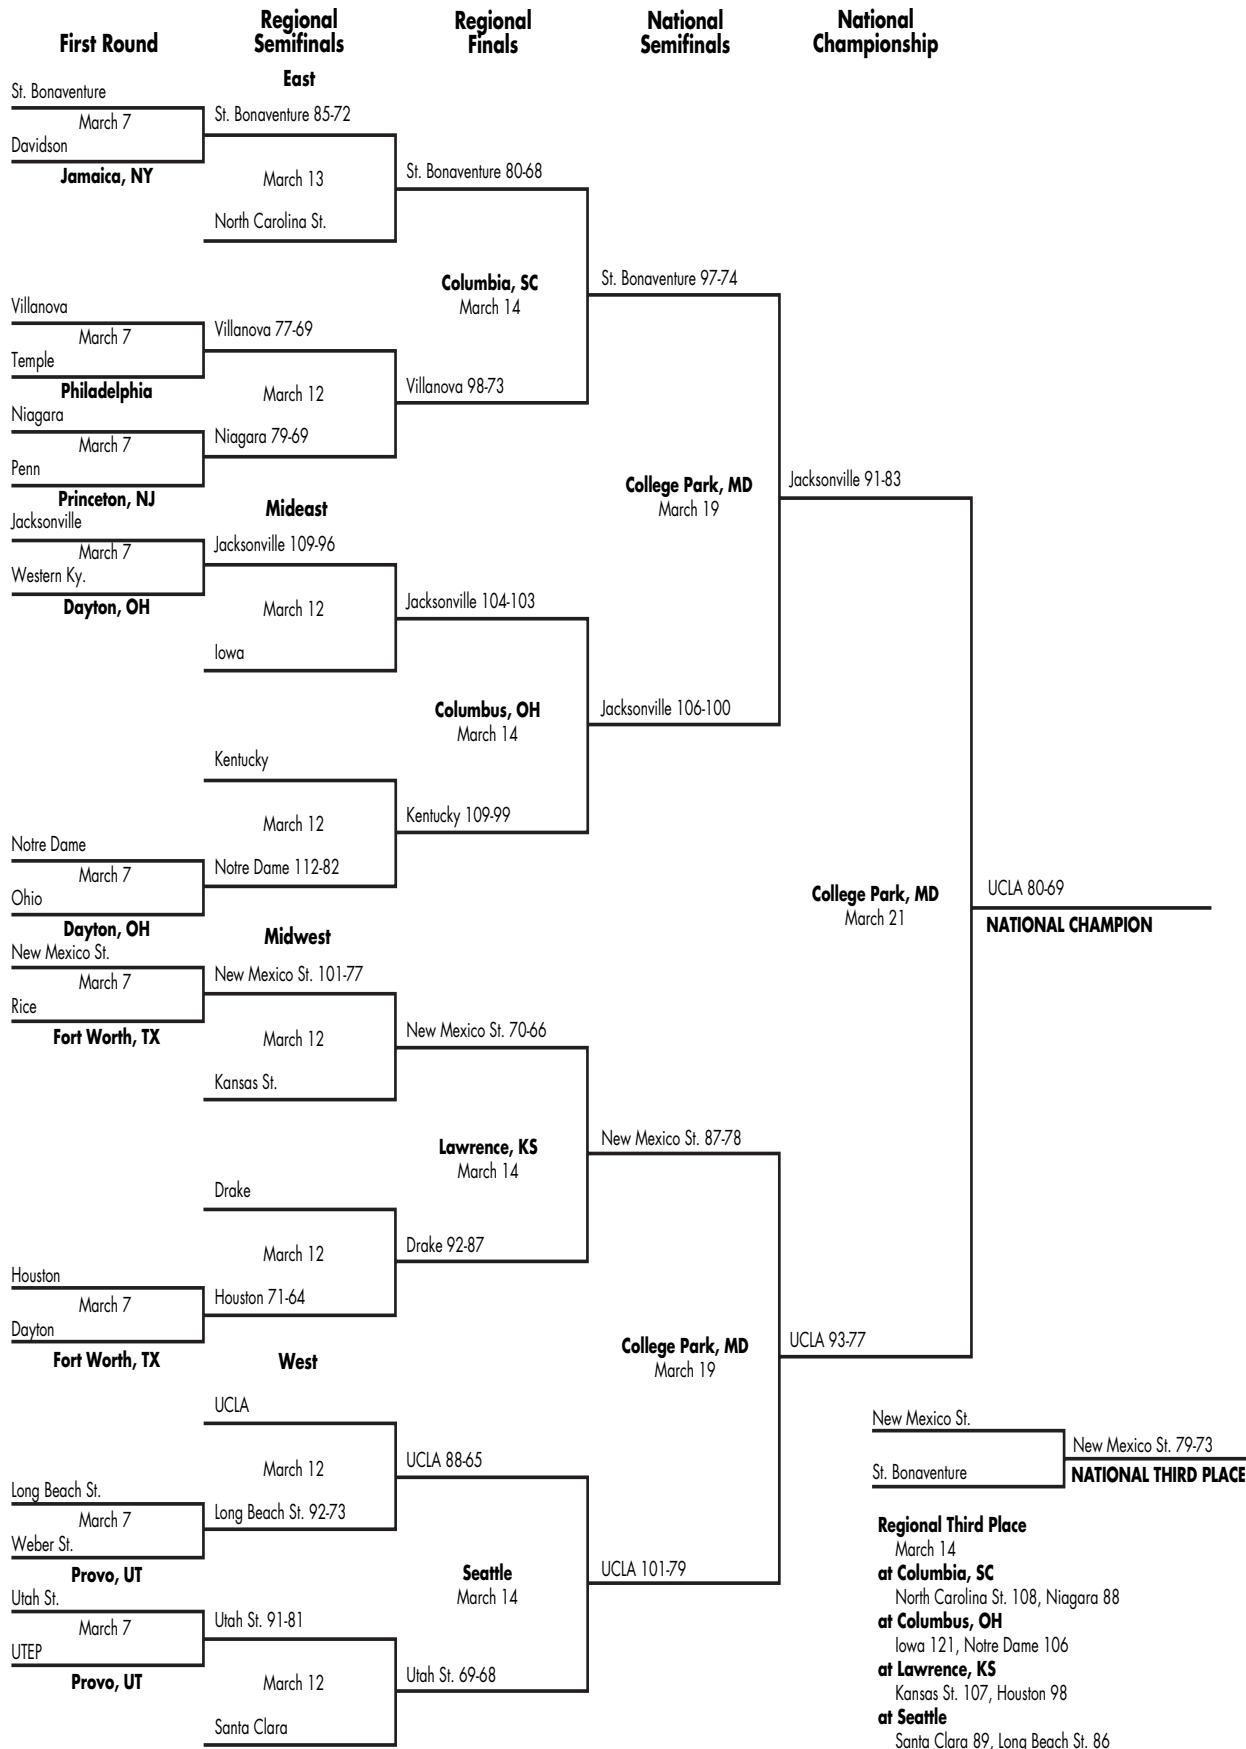 First Round
Regional
Semifinals
Regional
Finals
National
Semifinals
National
Championship
East
St. Bonaventure
March 7
Davidson
Jamaica, NY
St. Bonaventure 85-72
March 13
North Carolina St.
St. Bonaventure 80-68
Villanova
March 7
Temple
Philadelphia
Villanova 77-69
March 12
Niagara
March 7
Penn
Princeton, NJ
Niagara 79-69
Villanova 98-73
Columbia, SC
March 14
St. Bonaventure 97-74
Mideast
Jacksonville
March 7
Western Ky.
Dayton, OH
Jacksonville 109-96
March 12
Iowa
Jacksonville 104-103
Kentucky
March 12
Notre Dame
March 7
Ohio
Dayton, OH
Notre Dame 112-82
Kentucky 109-99
Columbus, OH
March 14
Jacksonville 106-100
College Park, MD
March 19
Jacksonville 91-83
Midwest
New Mexico St.
March 7
Rice
Fort Worth, TX
New Mexico St. 101-77
March 12
Kansas St.
New Mexico St. 70-66
Drake
March 12
Houston
March 7
Dayton
Fort Worth, TX
Houston 71-64
Drake 92-87
Lawrence, KS
March 14
New Mexico St. 87-78
West
UCLA
March 12
Long Beach St.
March 7
Weber St.
Provo, UT
Long Beach St. 92-73
UCLA 88-65
Utah St.
March 7
UTEP
Provo, UT
Utah St. 91-81
March 12
Santa Clara
Utah St. 69-68
Seattle
March 14
UCLA 101-79
College Park, MD
March 19
UCLA 93-77
College Park, MD
March 21
UCLA 80-69
NATIONAL CHAMPION
New Mexico St.
St. Bonaventure
New Mexico St. 79-73
NATIONAL THIRD PLACE
Regional Third Place
March 14
at Columbia, SC
North Carolina St. 108, Niagara 88
at Columbus, OH
Iowa 121, Notre Dame 106
at Lawrence, KS
Kansas St. 107, Houston 98
at Seattle
Santa Clara 89, Long Beach St. 86